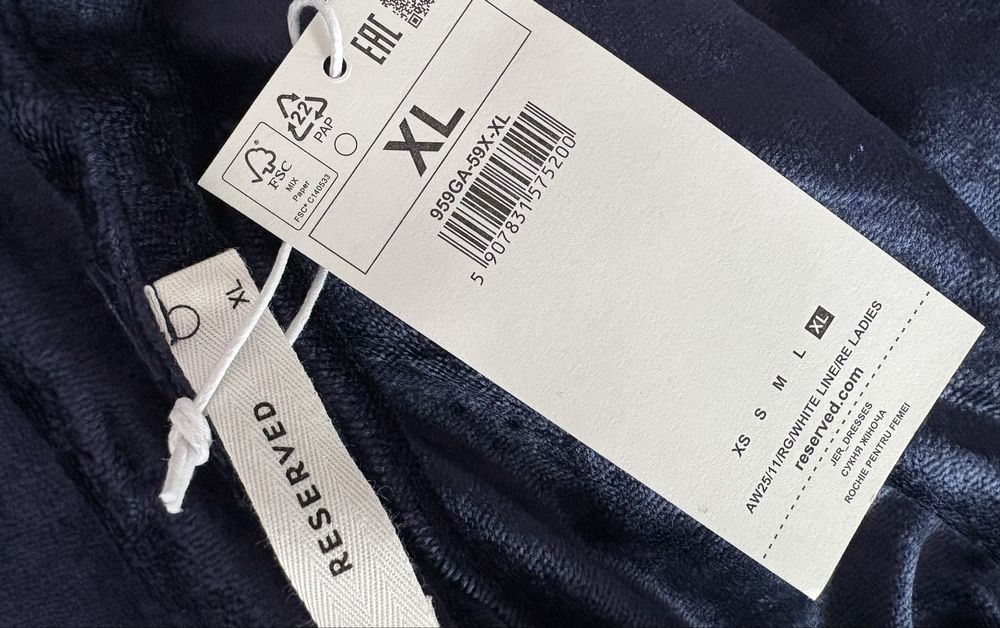 EAC
22
PAP
FSC
MIX
Paper
FSC® C140533
XL
959GA-59X-XL
5 907831 575200
XS S M L XL
AW25/11/RG/WHITE LINE/RE LADIES
reserved.com
JER_DRESSES
СУКНЯ ЖІНОЧА
ROCHIE PENTRU FEMEI
XL
RESERVED